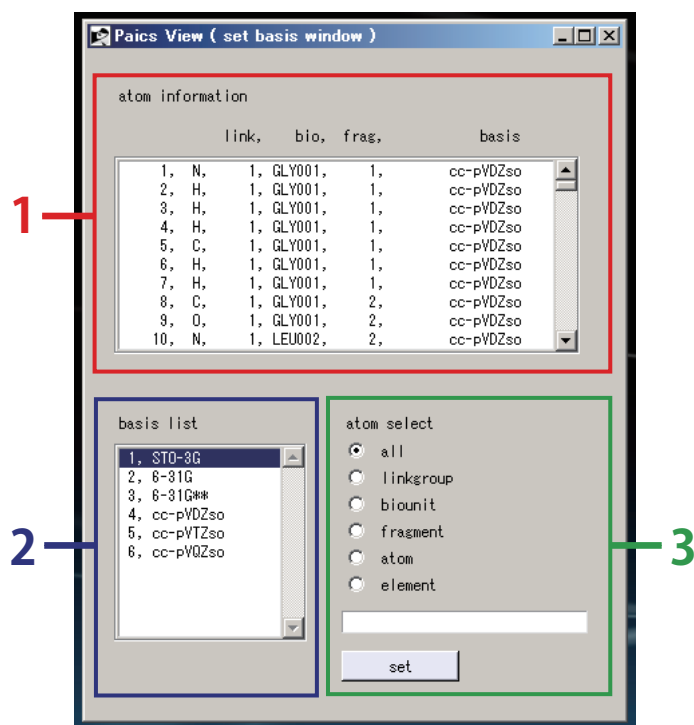 Paics View ( set basis window )
atom information
link, bio, frag, basis
1, N, 1, GLY001, 1, cc-pVDZso
2, H, 1, GLY001, 1, cc-pVDZso
3, H, 1, GLY001, 1, cc-pVDZso
4, H, 1, GLY001, 1, cc-pVDZso
5, C, 1, GLY001, 1, cc-pVDZso
6, H, 1, GLY001, 1, cc-pVDZso
7, H, 1, GLY001, 1, cc-pVDZso
8, C, 1, GLY001, 2, cc-pVDZso
9, O, 1, GLY001, 2, cc-pVDZso
10, N, 1, LEU002, 2, cc-pVDZso
1
basis list
1, STO-3G
2, 6-31G
3, 6-31G**
4, cc-pVDZso
5, cc-pVTZso
6, cc-pVQZso
2
atom select
all
linkgroup
biounit
fragment
atom
element
set
3